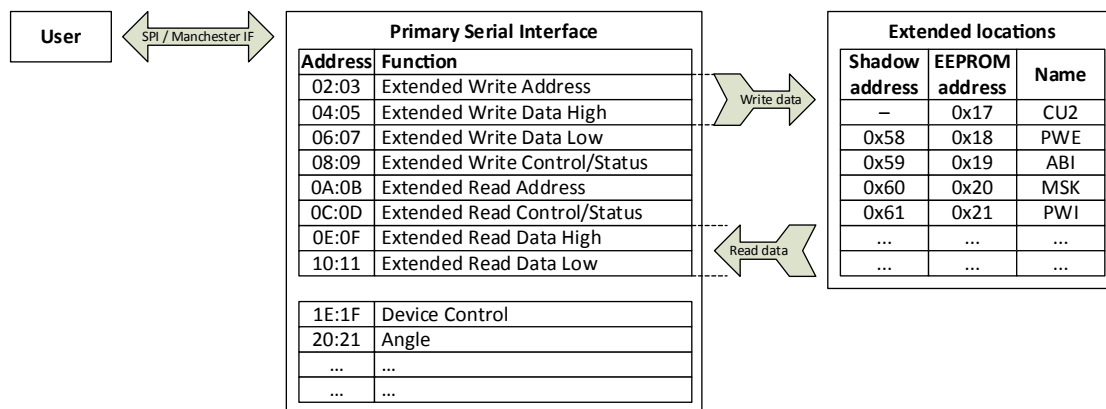 User
SPI / Manchester IF
Primary Serial Interface
Address Function
02:03 Extended Write Address
04:05 Extended Write Data High
06:07 Extended Write Data Low
08:09 Extended Write Control/Status
0A:0B Extended Read Address
0C:0D Extended Read Control/Status
0E:0F Extended Read Data High
10:11 Extended Read Data Low
1E:1F Device Control
20:21 Angle
... ...
... ...
Write data
Read data
Extended locations
Shadow address EEPROM address Name
– 0x17 CU2
0x58 0x18 PWE
0x59 0x19 ABI
0x60 0x20 MSK
0x61 0x21 PWI
... ... ...
... ... ...